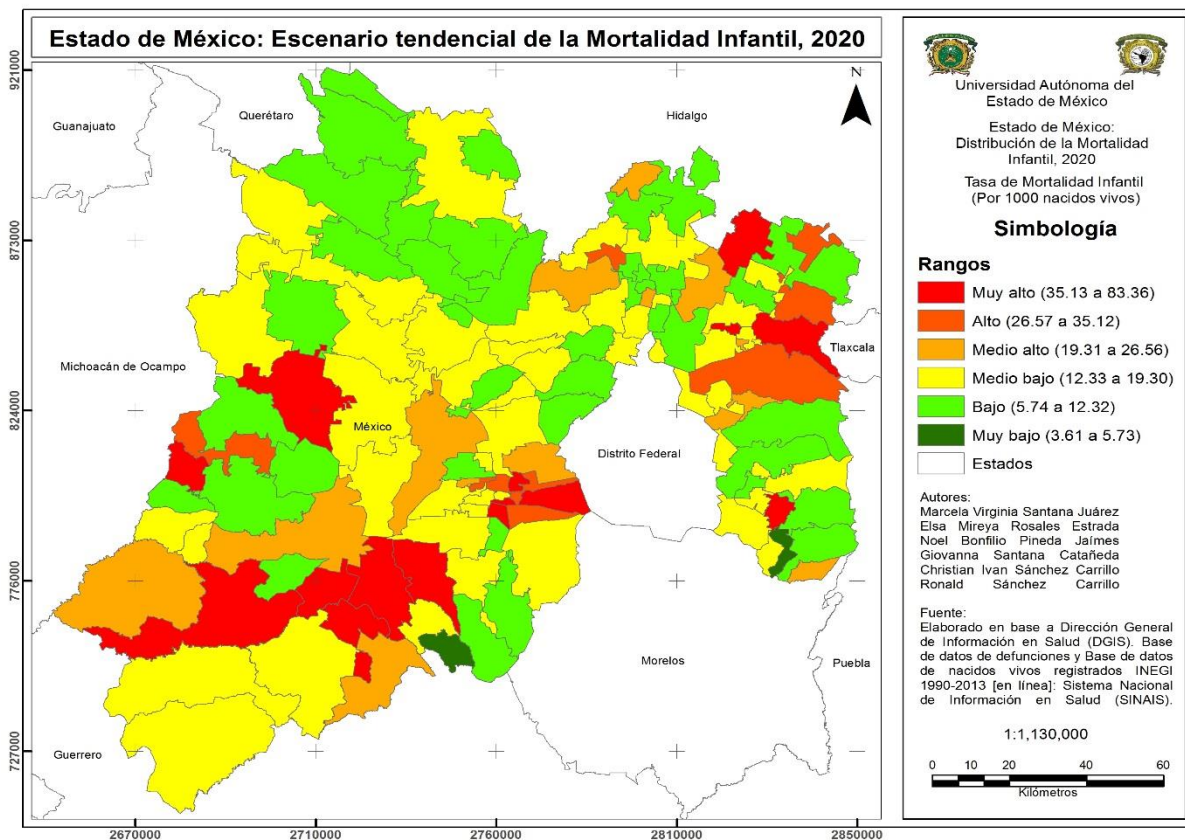 Estado de México: Escenario tendencial de la Mortalidad Infantil, 2020
921000
873000
824000
776000
727000
2670000
2710000
2760000
2810000
2850000
N
Guanajuato
Querétaro
Hidalgo
Michoacán de Ocampo
México
Tlaxcala
Distrito Federal
Morelos
Puebla
Guerrero
Universidad Autónoma del
Estado de México
Estado de México:
Distribución de la Mortalidad
Infantil, 2020
Tasa de Mortalidad Infantil
(Por 1000 nacidos vivos)
Simbología
Rangos
Muy alto (35.13 a 83.36)
Alto (26.57 a 35.12)
Medio alto (19.31 a 26.56)
Medio bajo (12.33 a 19.30)
Bajo (5.74 a 12.32)
Muy bajo (3.61 a 5.73)
Estados
Autores:
Marcela Virginia Santana Juárez
Elsa Mireya Rosales Estrada
Noel Bonfilio Pineda Jaímes
Giovanna Santana Catañeda
Christian Ivan Sánchez Carrillo
Ronald Sánchez Carrillo
Fuente:
Elaborado en base a Dirección General
de Información en Salud (DGIS). Base
de datos de defunciones y Base de datos
de nacidos vivos registrados INEGI
1990-2013 [en línea]: Sistema Nacional
de Información en Salud (SINAIS).
1:1,130,000
0 10 20 40 60
Kilómetros